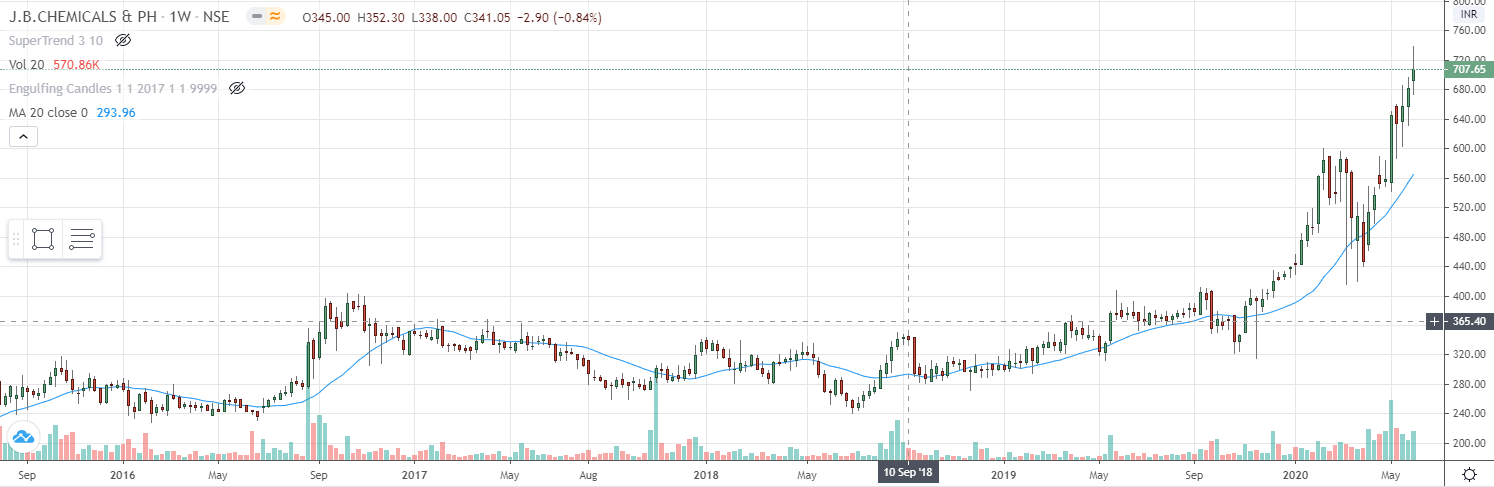 J.B.CHEMICALS & PH · 1W · NSE O345.00 H352.30 L338.00 C341.05 −2.90 (−0.84%)
SuperTrend 3 10
Vol 20 570.86K
Engulfing Candles 1 1 2017 1 1 9999
MA 20 close 0 293.96
800.00
INR
760.00
720.00
707.65
680.00
640.00
600.00
560.00
520.00
480.00
440.00
400.00
365.40
320.00
280.00
240.00
200.00
Sep 2016 May Sep 2017 May Aug 2018 May 10 Sep '18 2019 May Sep 2020 May